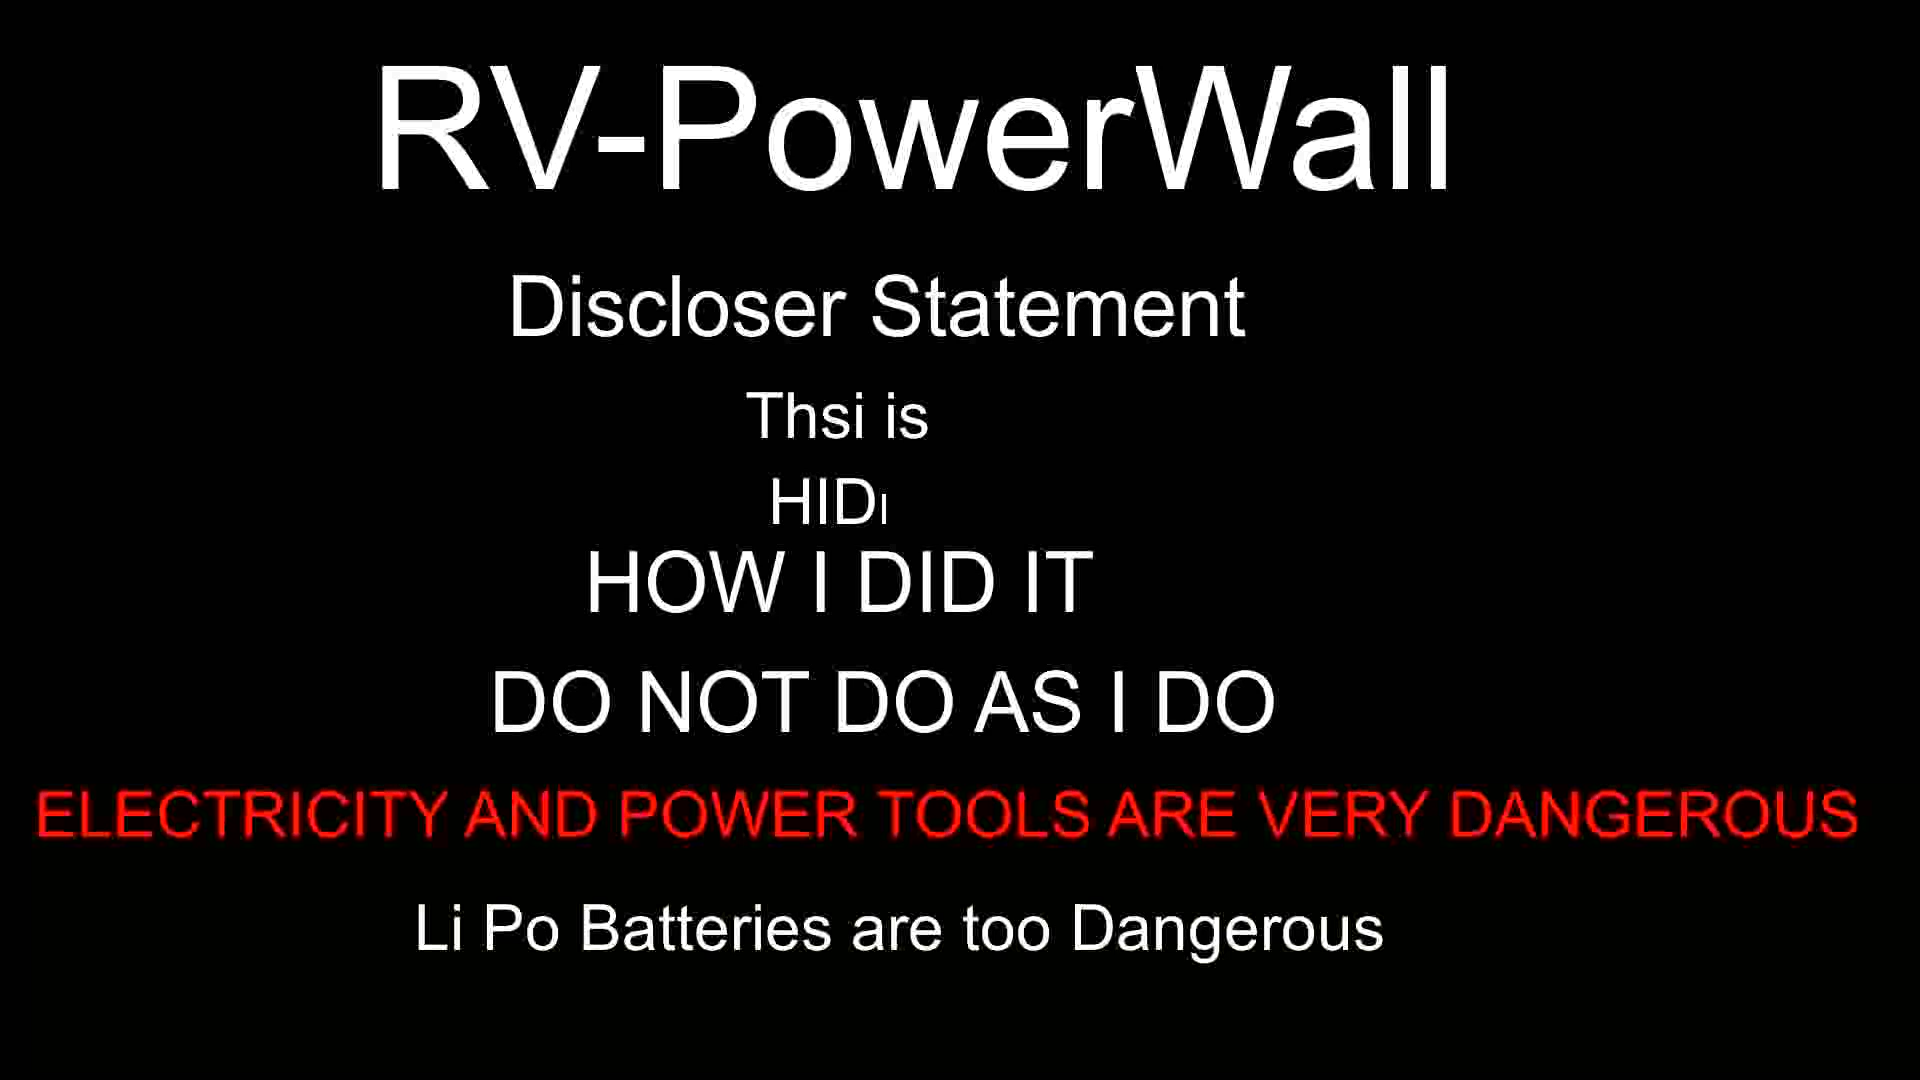 RV-PowerWall
Discloser Statement
Thsi is
HIDI
HOW I DID IT
DO NOT DO AS I DO
ELECTRICITY AND POWER TOOLS ARE VERY DANGEROUS
Li Po Batteries are too Dangerous